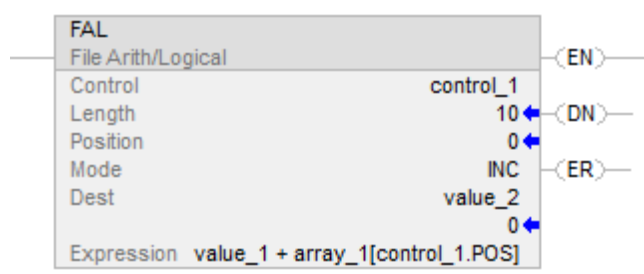 FAL
File Arith/Logical (EN)
Control control_1
Length 10 (DN)
Position 0
Mode INC (ER)
Dest value_2
0
Expression value_1 + array_1[control_1.POS]